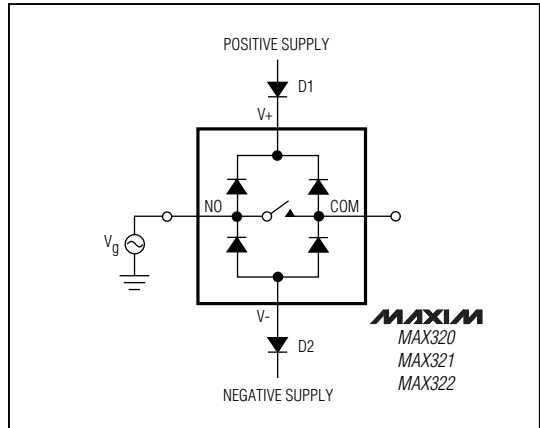 POSITIVE SUPPLY
D1
V+
NO
COM
Vg
V-
MAXIM
MAX320
D2
MAX321
MAX322
NEGATIVE SUPPLY